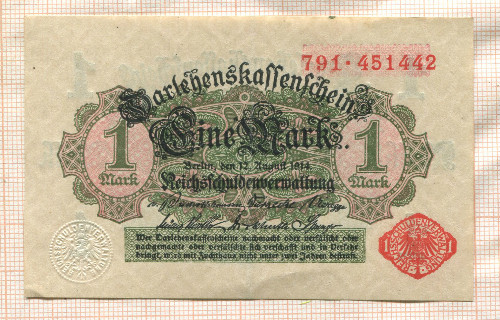 791·451442
Darlehenskassenschein
Eine Mark
1 Mark
1 Mark
Berlin, den 12. August 1914.
Reichsschuldenverwaltung
Wer Darlehenskassenscheine nachmacht oder verfälscht oder
nachgemachte oder verfälschte sich verschafft und in Verkehr
bringt, wird mit Zuchthaus nicht unter zwei Jahren bestraft.
1 1